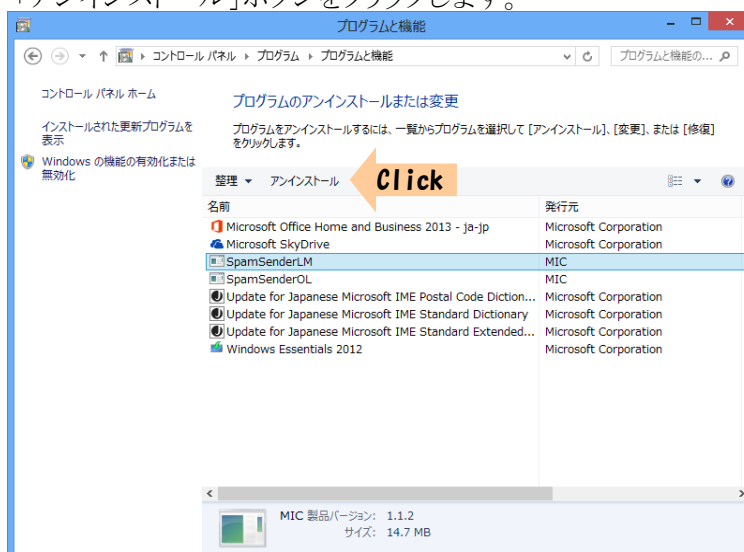 「アンインストール」ボタンをクリックします。
プログラムと機能
コントロール パネル ▸ プログラム ▸ プログラムと機能
プログラムと機能の...
コントロール パネル ホーム
インストールされた更新プログラムを
表示
Windows の機能の有効化または
無効化
プログラムのアンインストールまたは変更
プログラムをアンインストールするには、一覧からプログラムを選択して [アンインストール]、[変更]、または [修復]
をクリックします。
整理 ▼ アンインストール Click
名前 発行元
Microsoft Office Home and Business 2013 - ja-jp Microsoft Corporation
Microsoft SkyDrive Microsoft Corporation
SpamSenderLM MIC
SpamSenderOL MIC
Update for Japanese Microsoft IME Postal Code Diction... Microsoft Corporation
Update for Japanese Microsoft IME Standard Dictionary Microsoft Corporation
Update for Japanese Microsoft IME Standard Extended... Microsoft Corporation
Windows Essentials 2012 Microsoft Corporation
MIC 製品バージョン: 1.1.2
サイズ: 14.7 MB